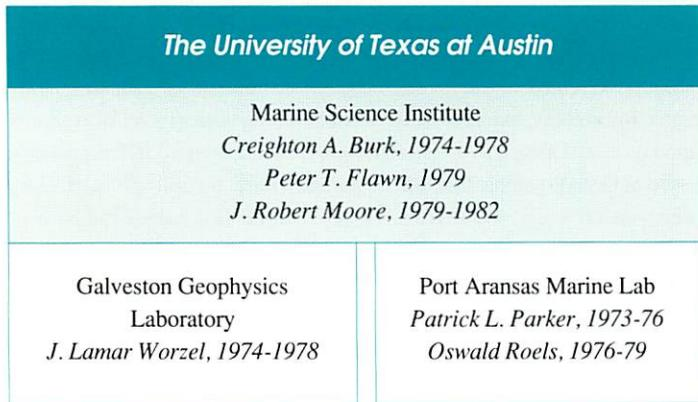 The University of Texas at Austin
Marine Science Institute
Creighton A. Burk, 1974-1978
Peter T. Flawn, 1979
J. Robert Moore, 1979-1982
Galveston Geophysics
Laboratory
J. Lamar Worzel, 1974-1978
Port Aransas Marine Lab
Patrick L. Parker, 1973-76
Oswald Roels, 1976-79